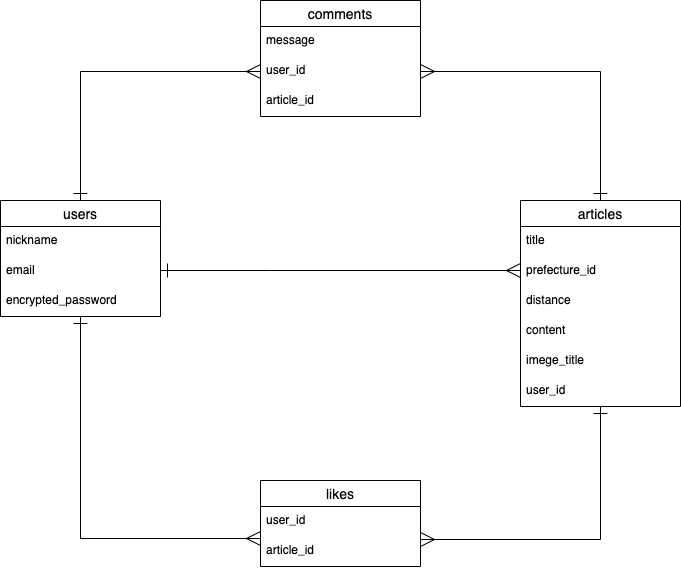 comments
message
user_id
article_id
users
nickname
email
encrypted_password
articles
title
prefecture_id
distance
content
imege_title
user_id
likes
user_id
article_id